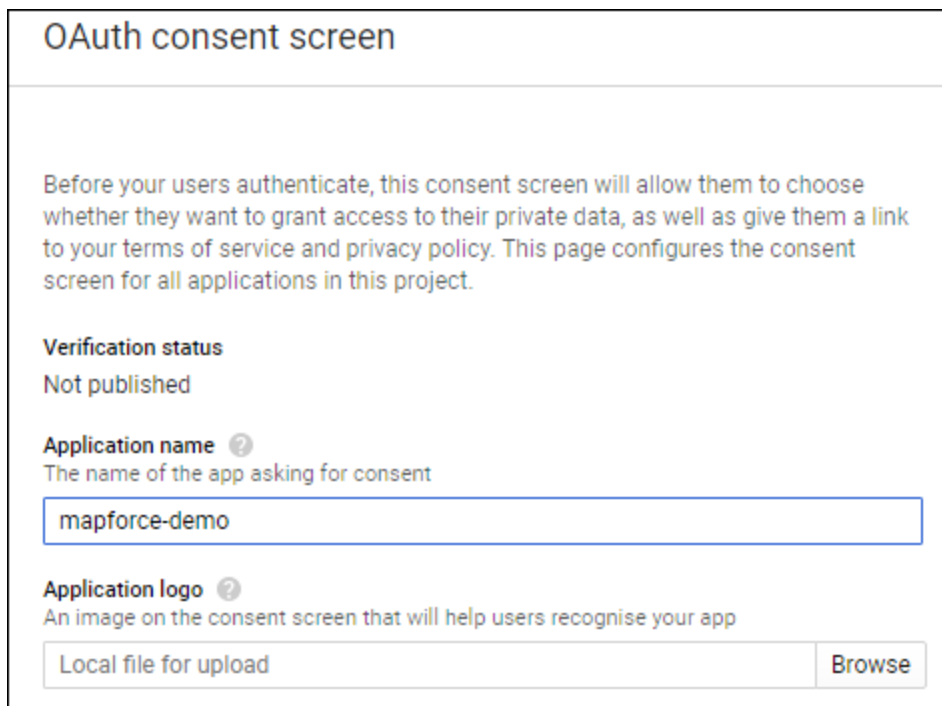 OAuth consent screen
Before your users authenticate, this consent screen will allow them to choose
whether they want to grant access to their private data, as well as give them a link
to your terms of service and privacy policy. This page configures the consent
screen for all applications in this project.
Verification status
Not published
Application name ?
The name of the app asking for consent
mapforce-demo
Application logo ?
An image on the consent screen that will help users recognise your app
Local file for upload Browse